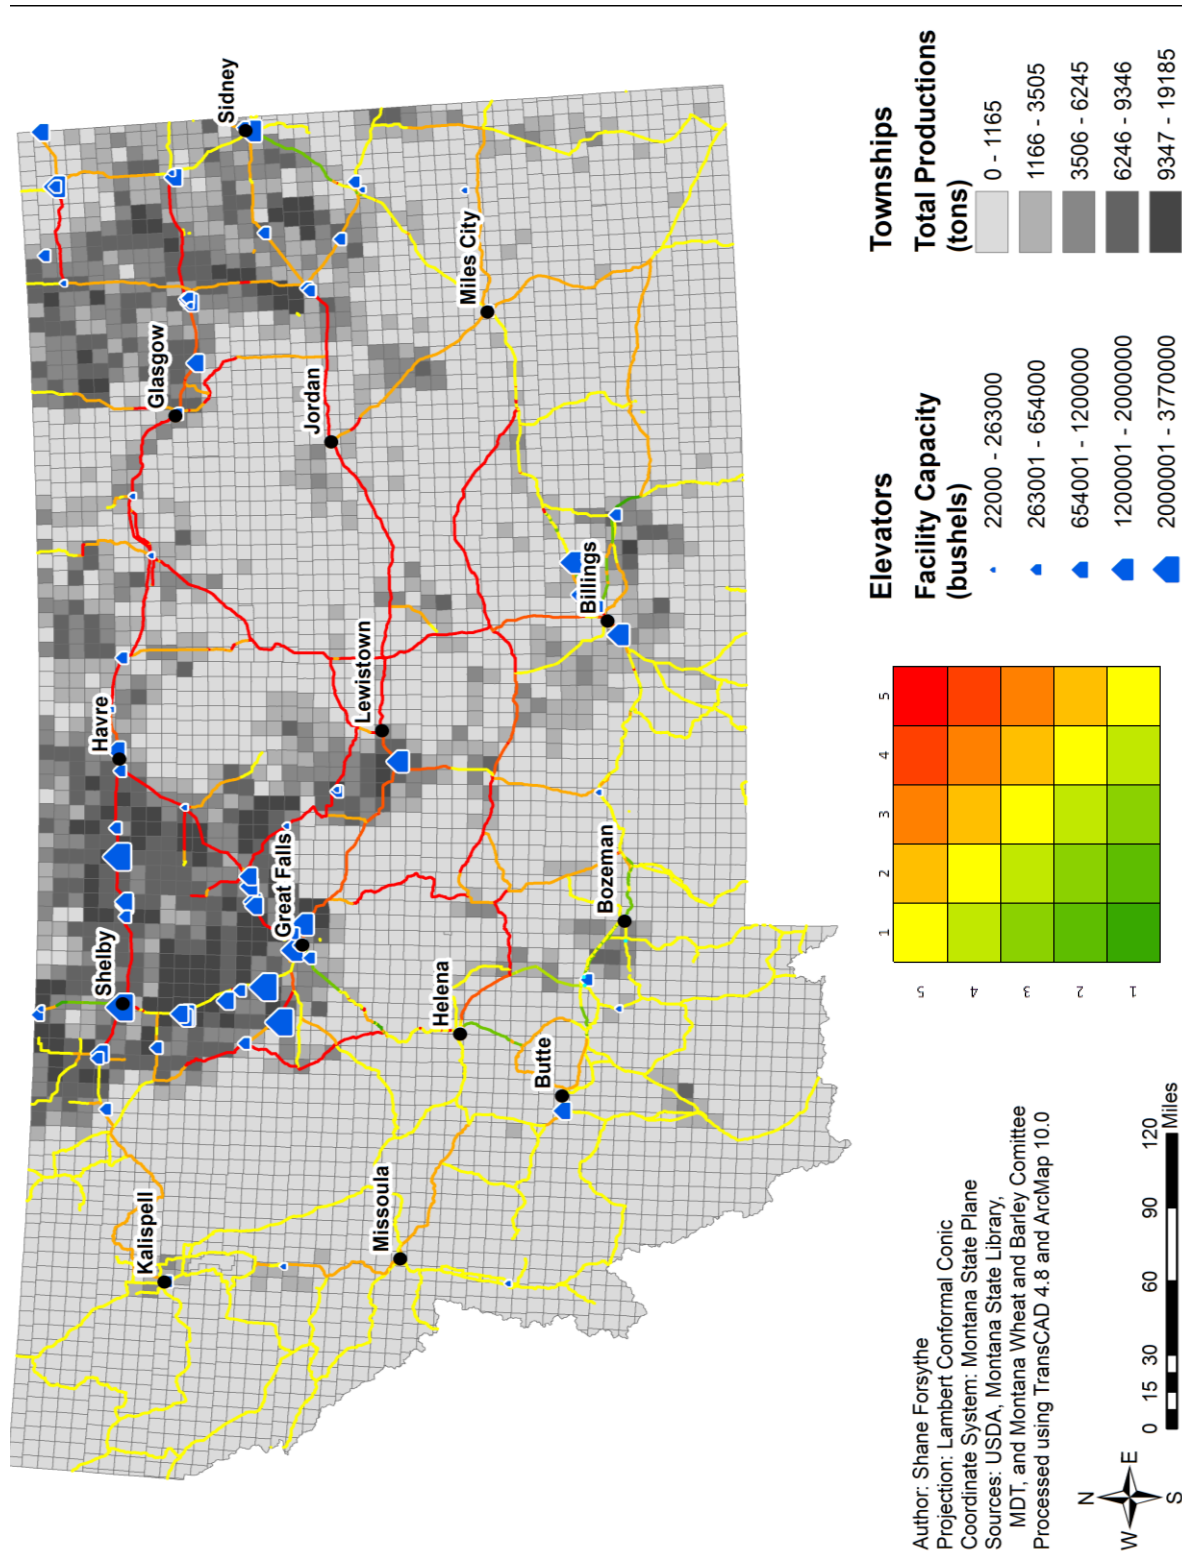 Kalispell
Shelby
Havre
Glasgow
Sidney
Great Falls
Missoula
Helena
Lewistown
Jordan
Butte
Bozeman
Billings
Miles City
Author: Shane Forsythe
Projection: Lambert Conformal Conic
Coordinate System: Montana State Plane
Sources: USDA, Montana State Library,
MDT, and Montana Wheat and Barley Comittee
Processed using TransCAD 4.8 and ArcMap 10.0
N
W E
S
0 15 30 60 90 120
Miles
1 2 3 4 5
5
4
3
2
1
Elevators
Facility Capacity
(bushels)
22000 - 263000
263001 - 654000
654001 - 1200000
1200001 - 2000000
2000001 - 3770000
Townships
Total Productions
(tons)
0 - 1165
1166 - 3505
3506 - 6245
6246 - 9346
9347 - 19185